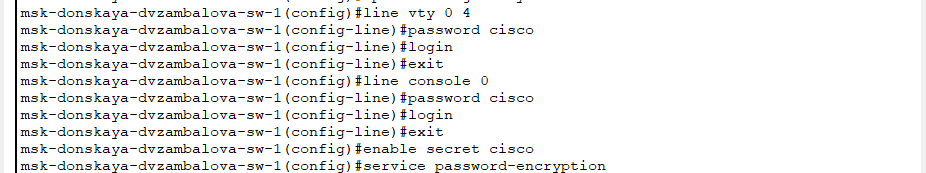 msk-donskaya-dvzambalova-sw-1(config)#line vty 0 4
msk-donskaya-dvzambalova-sw-1(config-line)#password cisco
msk-donskaya-dvzambalova-sw-1(config-line)#login
msk-donskaya-dvzambalova-sw-1(config-line)#exit
msk-donskaya-dvzambalova-sw-1(config)#line console 0
msk-donskaya-dvzambalova-sw-1(config-line)#password cisco
msk-donskaya-dvzambalova-sw-1(config-line)#login
msk-donskaya-dvzambalova-sw-1(config-line)#exit
msk-donskaya-dvzambalova-sw-1(config)#enable secret cisco
msk-donskaya-dvzambalova-sw-1(config)#service password-encryption